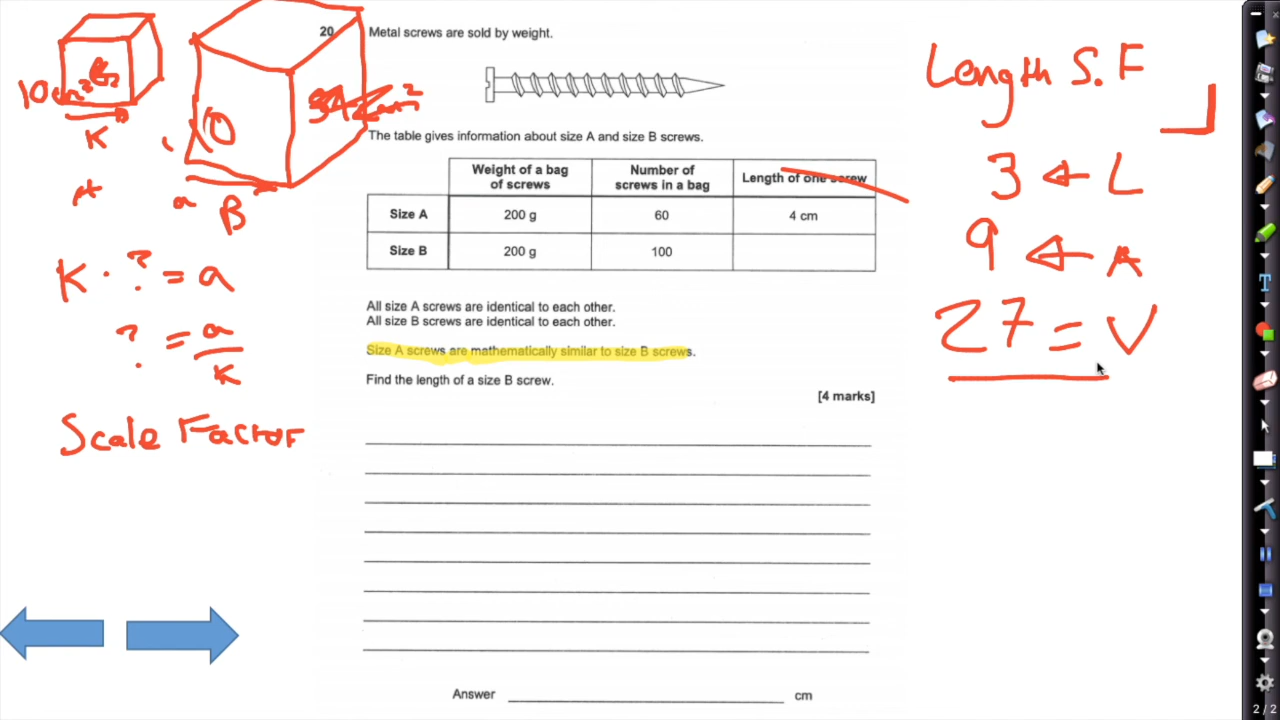 20 Metal screws are sold by weight.
The table gives information about size A and size B screws.
Weight of a bag of screws Number of screws in a bag Length of one screw
Size A 200 g 60 4 cm
Size B 200 g 100
All size A screws are identical to each other.
All size B screws are identical to each other.
Size A screws are mathematically similar to size B screws.
Find the length of a size B screw.
[4 marks]
Answer cm
10cm²
K
A
a
B
K · ? = a
? = a/K
Scale Factor
Length S.F
3 ← L
9 ← A
27 = V
2 / 2